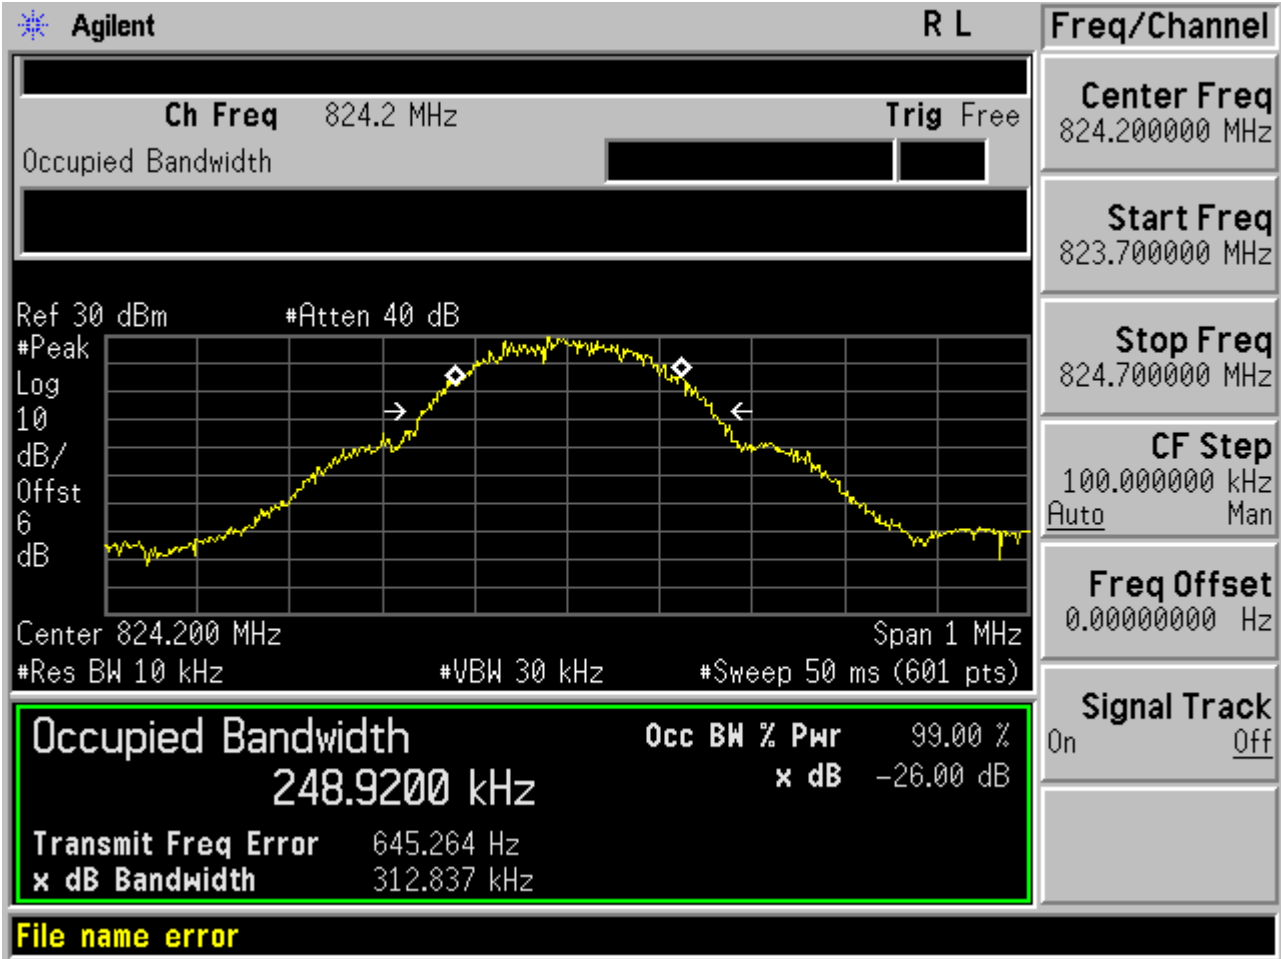 Agilent R L Freq/Channel
Ch Freq 824.2 MHz Trig Free
Occupied Bandwidth
Center Freq
824.200000 MHz
Start Freq
823.700000 MHz
Stop Freq
824.700000 MHz
CF Step
100.000000 kHz
Auto Man
Freq Offset
0.00000000 Hz
Signal Track
On Off
Ref 30 dBm #Atten 40 dB
#Peak
Log
10
dB/
Offst
6
dB
Center 824.200 MHz Span 1 MHz
#Res BW 10 kHz #VBW 30 kHz #Sweep 50 ms (601 pts)
Occupied Bandwidth Occ BW % Pwr 99.00 %
248.9200 kHz x dB -26.00 dB
Transmit Freq Error 645.264 Hz
x dB Bandwidth 312.837 kHz
File name error